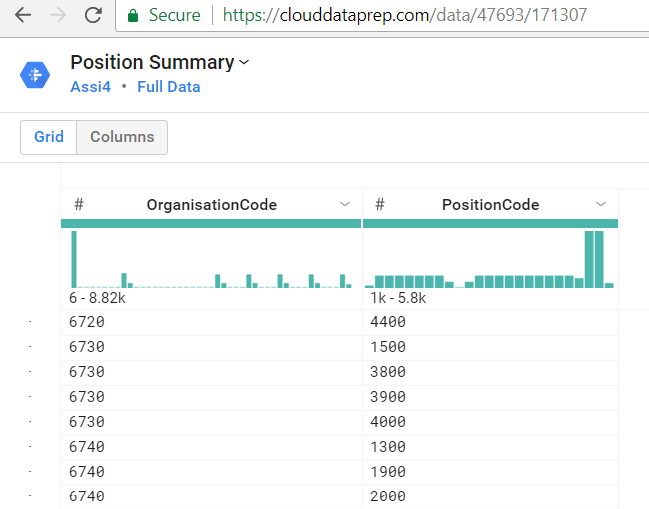 Secure https://clouddataprep.com/data/47693/171307
Position Summary
Assi4 • Full Data
Grid Columns
# OrganisationCode # PositionCode
6 - 8.82k 1k - 5.8k
6720 4400
6730 1500
6730 3800
6730 3900
6730 4000
6740 1300
6740 1900
6740 2000